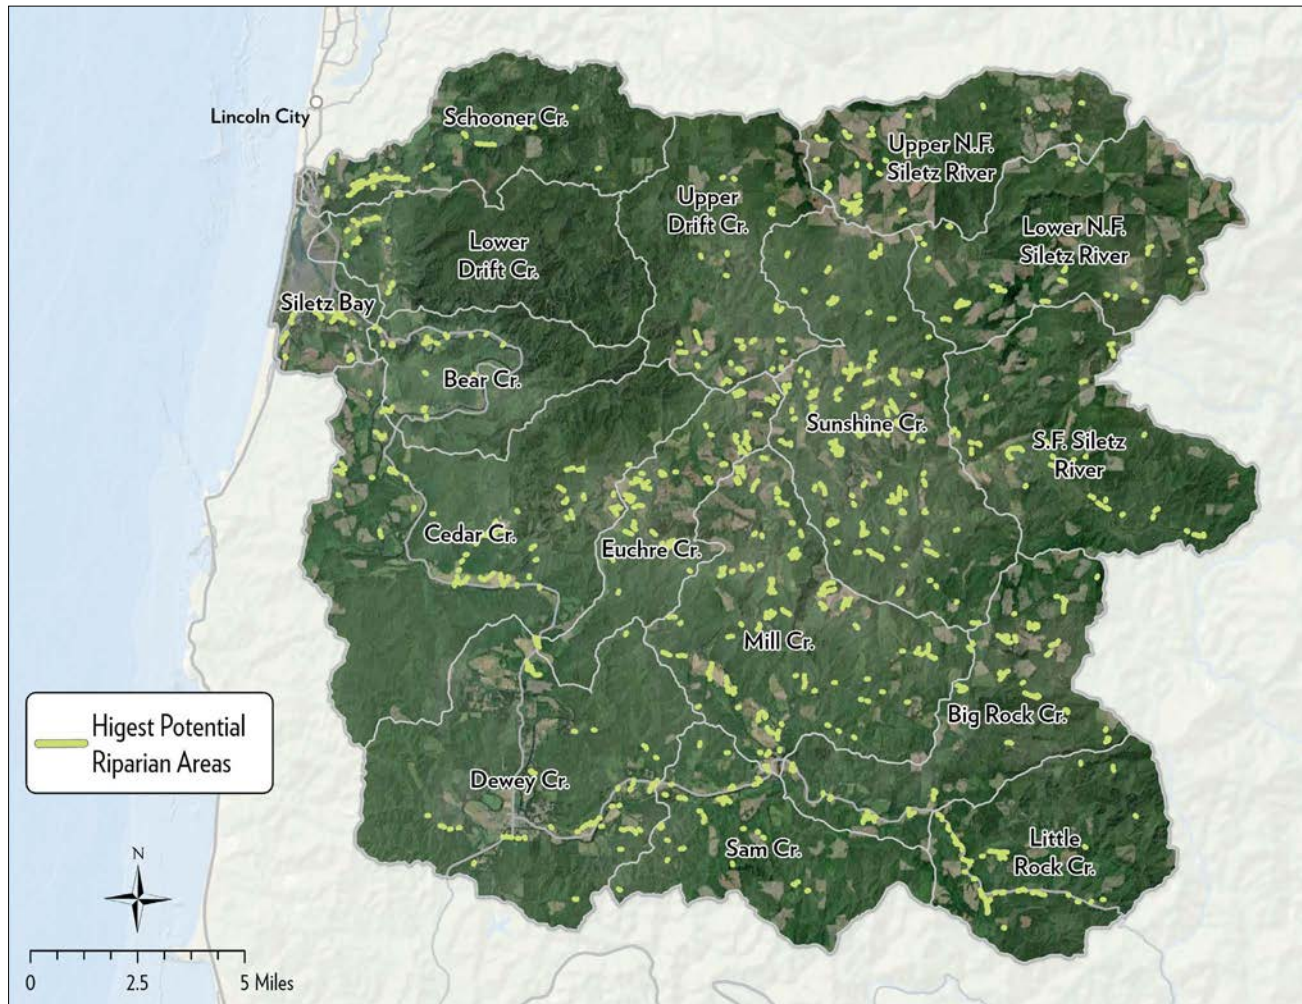 Lincoln City
Schooner Cr.
Upper N.F.
Siletz River
Upper
Drift Cr.
Lower
Drift Cr.
Lower N.F.
Siletz River
Siletz Bay
Bear Cr.
Sunshine Cr.
S.F. Siletz
River
Cedar Cr.
Euchre Cr.
Mill Cr.
Big Rock Cr.
Higest Potential
Riparian Areas
Dewey Cr.
Sam Cr.
Little
Rock Cr.
N
0 2.5 5 Miles